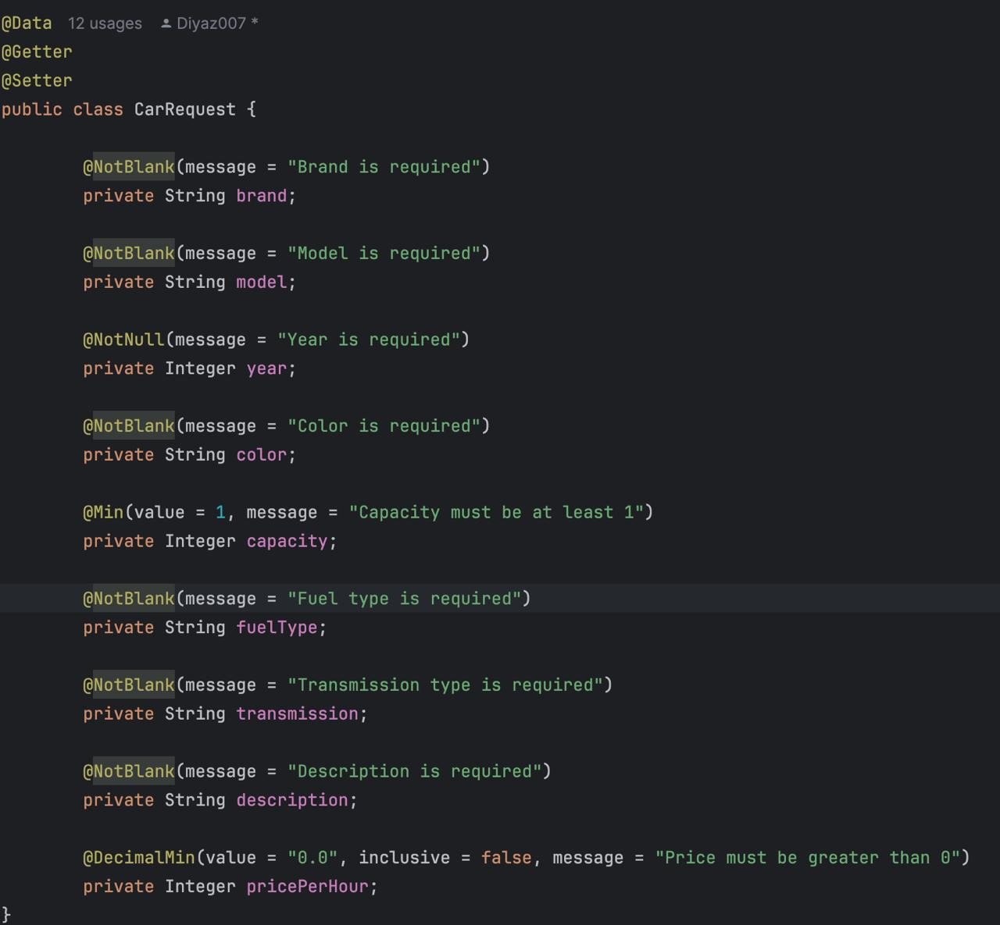 @Data 12 usages Diyaz007 *
@Getter
@Setter
public class CarRequest {
@NotBlank(message = "Brand is required")
private String brand;
@NotBlank(message = "Model is required")
private String model;
@NotNull(message = "Year is required")
private Integer year;
@NotBlank(message = "Color is required")
private String color;
@Min(value = 1, message = "Capacity must be at least 1")
private Integer capacity;
@NotBlank(message = "Fuel type is required")
private String fuelType;
@NotBlank(message = "Transmission type is required")
private String transmission;
@NotBlank(message = "Description is required")
private String description;
@DecimalMin(value = "0.0", inclusive = false, message = "Price must be greater than 0")
private Integer pricePerHour;
}